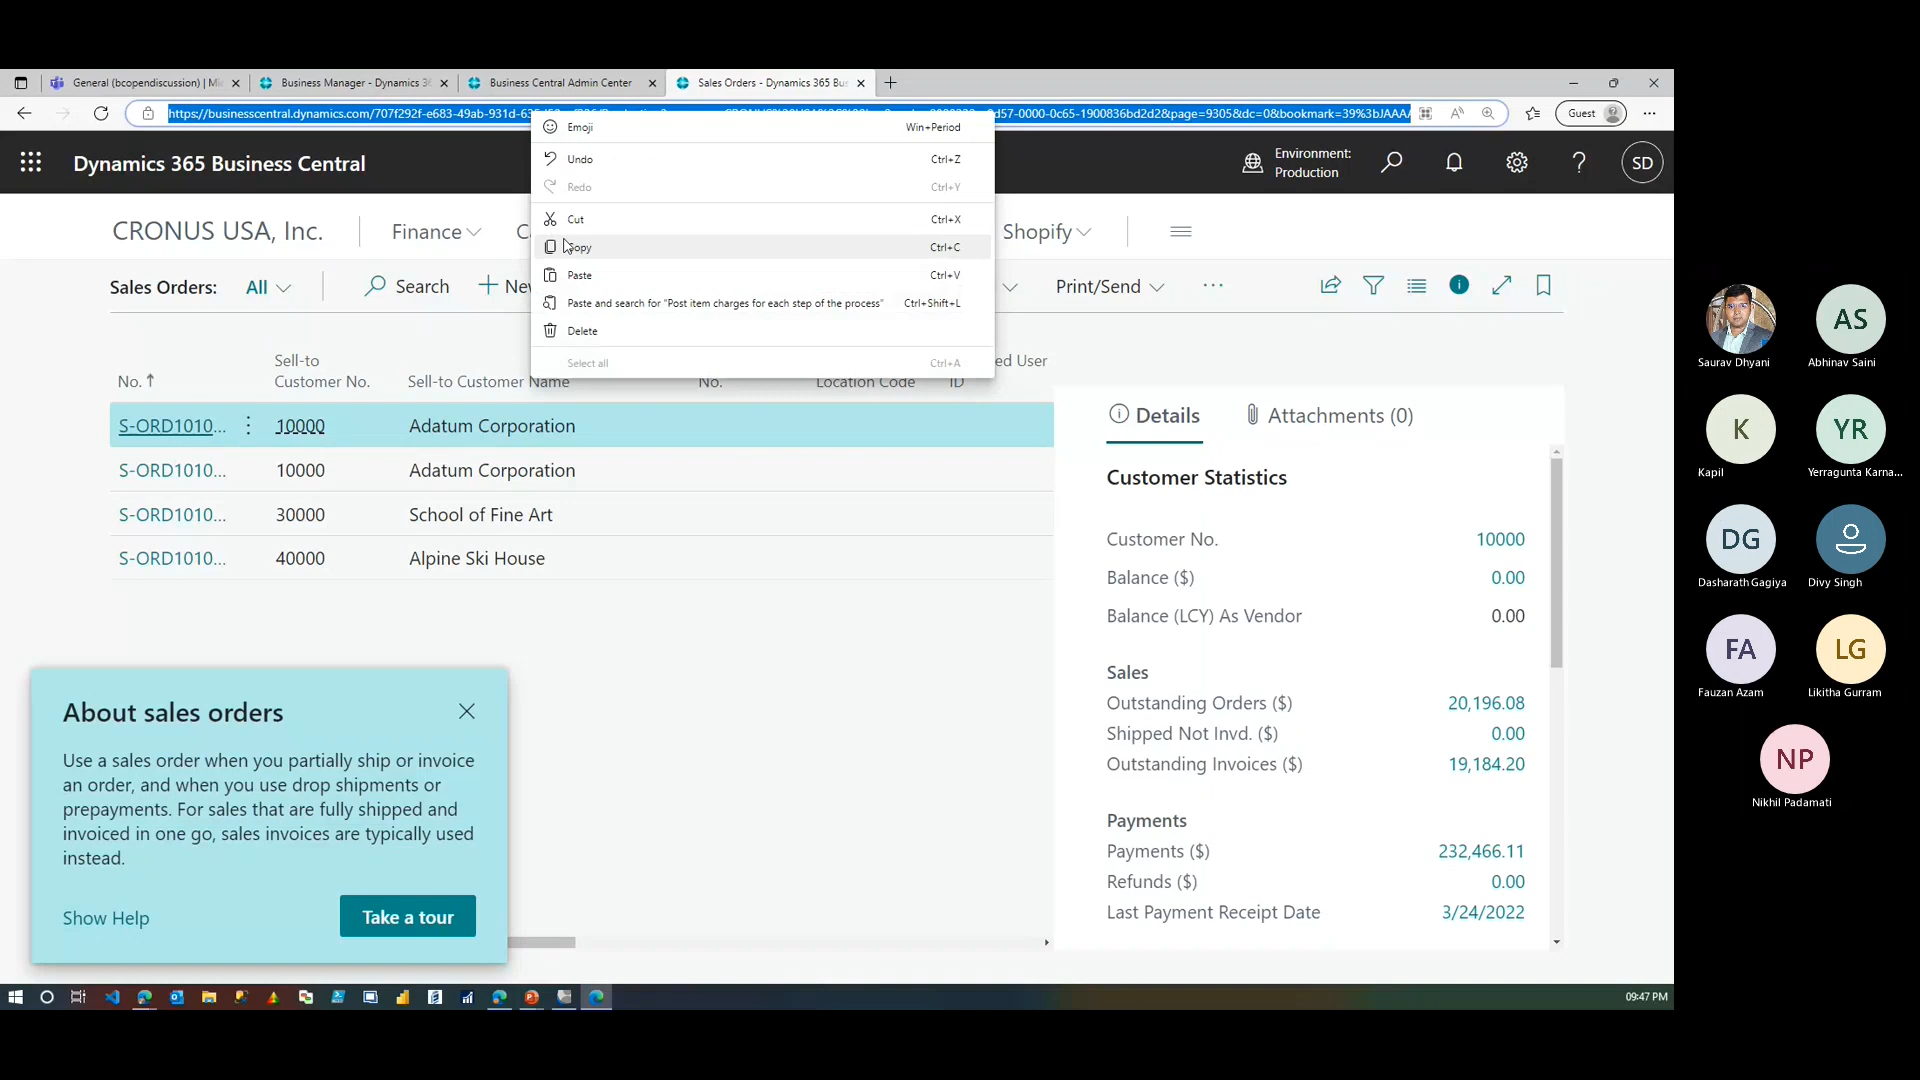 General (bcopendiscussion) | Mi
Business Manager - Dynamics 3
Business Central Admin Center
Sales Orders - Dynamics 365 Bus
https://businesscentral.dynamics.com/707f292f-e683-49ab-931d-6
d57-0000-0c65-1900836bd2d2&page=9305&dc=0&bookmark=39%3bJAAA
Guest
Dynamics 365 Business Central
Environment:
Production
SD
CRONUS USA, Inc.
Finance
C
Shopify
Sales Orders:
All
Search
New
Print/Send
Emoji Win+Period
Undo Ctrl+Z
Redo Ctrl+Y
Cut Ctrl+X
Copy Ctrl+C
Paste Ctrl+V
Paste and search for "Post item charges for each step of the process" Ctrl+Shift+L
Delete
Select all Ctrl+A
No. ↑
Sell-to
Customer No.
Sell-to Customer Name
No.
Location Code
ed User
ID
S-ORD1010... 10000 Adatum Corporation
S-ORD1010... 10000 Adatum Corporation
S-ORD1010... 30000 School of Fine Art
S-ORD1010... 40000 Alpine Ski House
Details
Attachments (0)
Customer Statistics
Customer No. 10000
Balance ($) 0.00
Balance (LCY) As Vendor 0.00
Sales
Outstanding Orders ($) 20,196.08
Shipped Not Invd. ($) 0.00
Outstanding Invoices ($) 19,184.20
Payments
Payments ($) 232,466.11
Refunds ($) 0.00
Last Payment Receipt Date 3/24/2022
About sales orders
Use a sales order when you partially ship or invoice
an order, and when you use drop shipments or
prepayments. For sales that are fully shipped and
invoiced in one go, sales invoices are typically used
instead.
Show Help
Take a tour
09:47 PM
Saurav Dhyani
AS
Abhinav Saini
K
Kapil
YR
Yerragunta Karna...
DG
Dasharath Gagiya
Divy Singh
FA
Fauzan Azam
LG
Likitha Gurram
NP
Nikhil Padamati